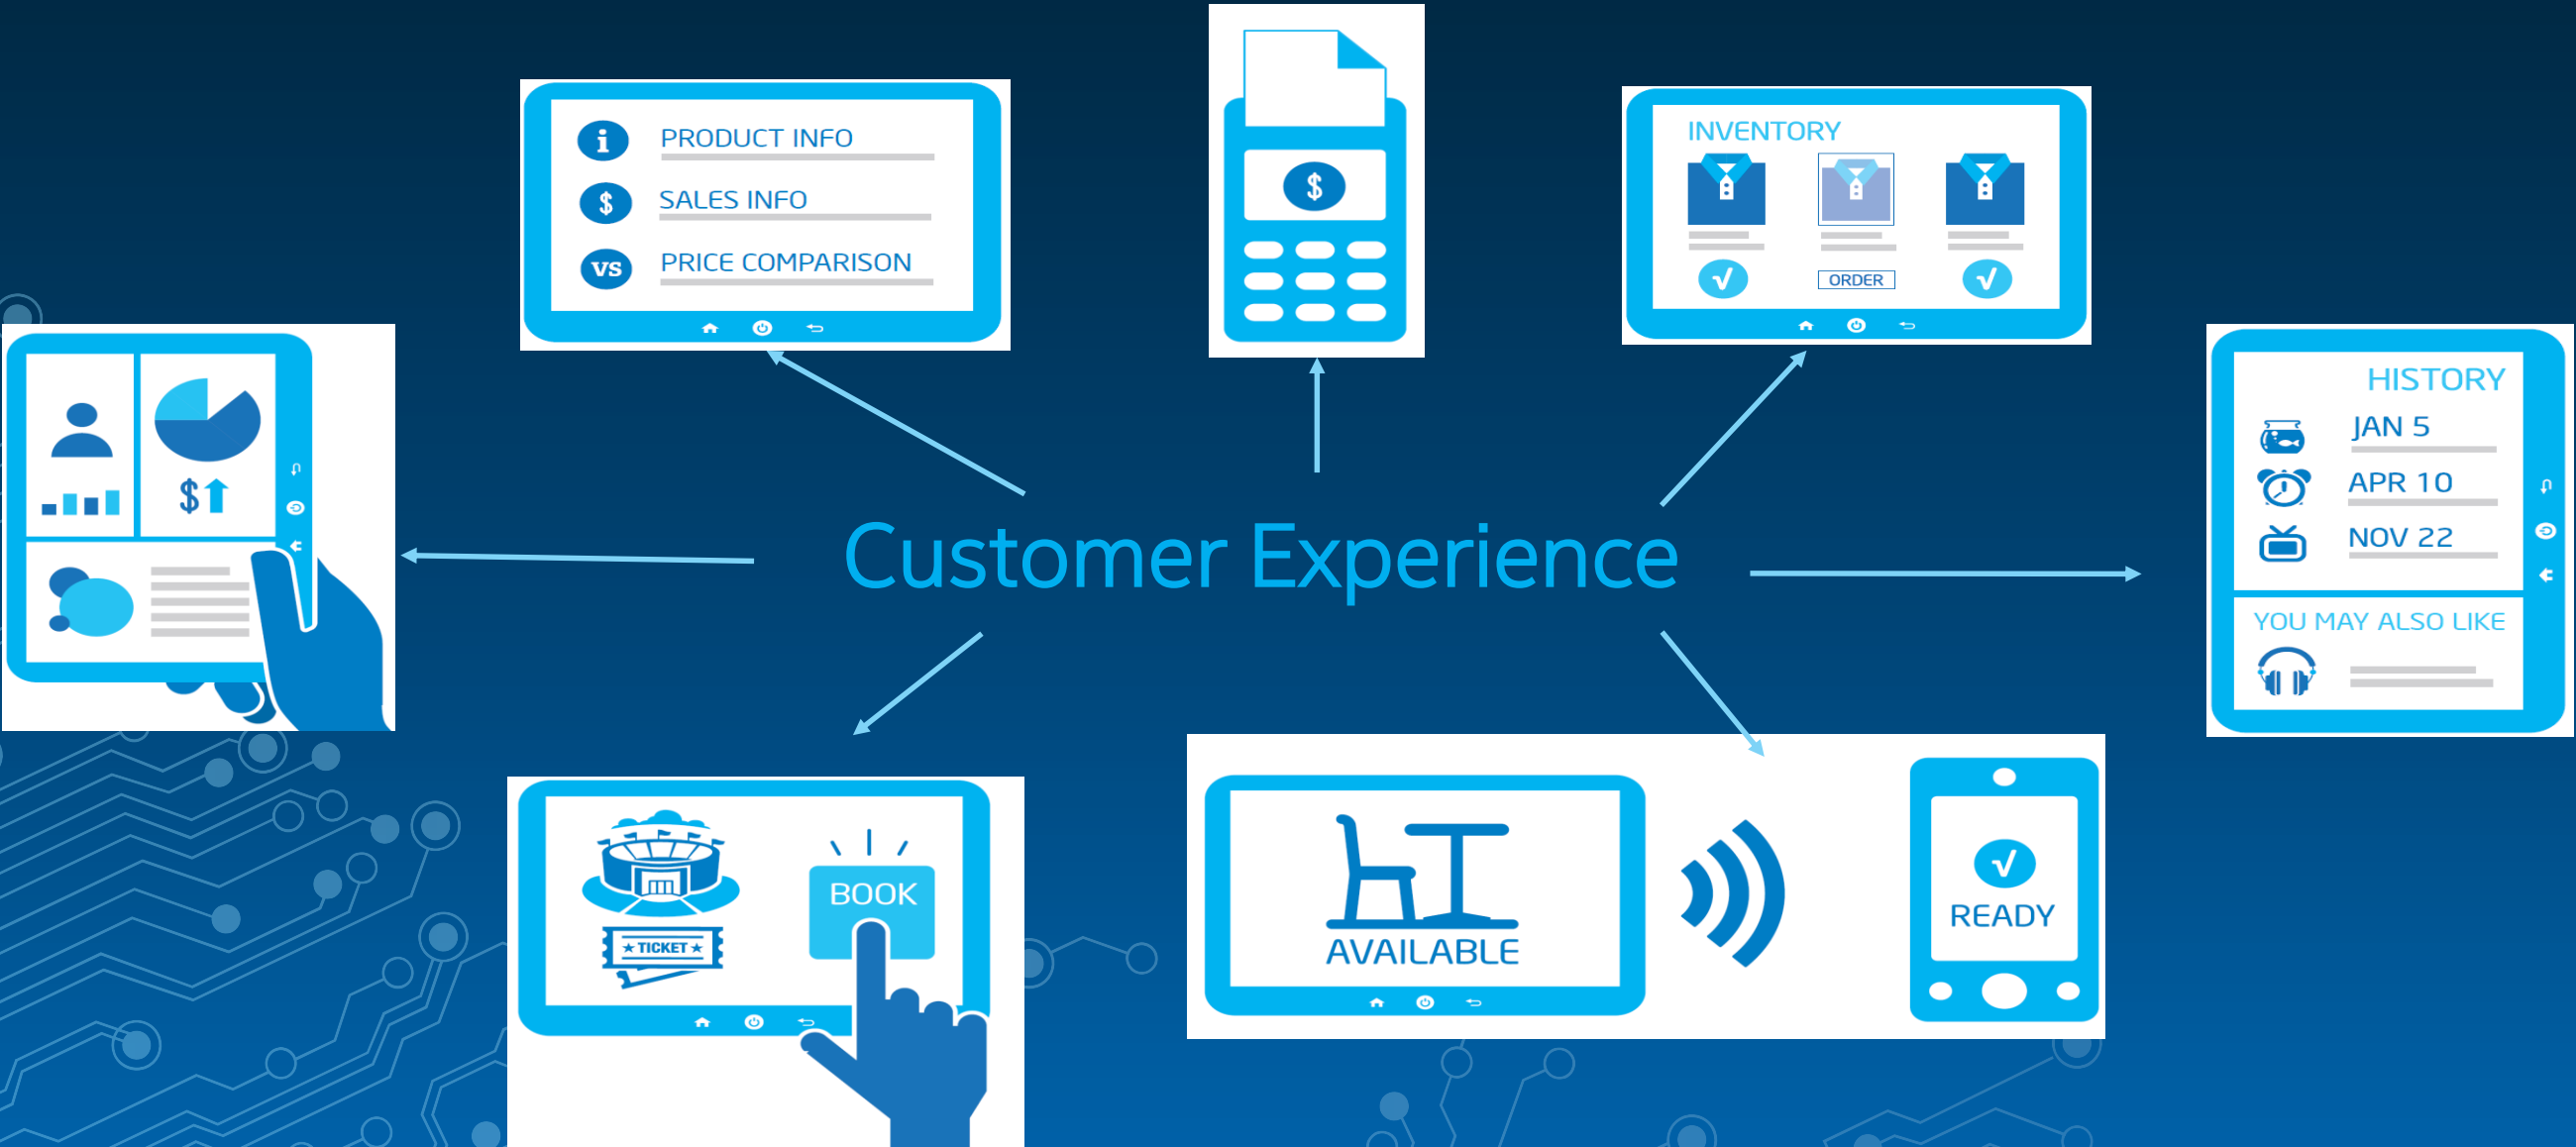 PRODUCT INFO
$ SALES INFO
VS PRICE COMPARISON
$
INVENTORY
ORDER
$
Customer Experience
HISTORY
JAN 5
APR 10
NOV 22
YOU MAY ALSO LIKE
BOOK
TICKET
AVAILABLE
READY